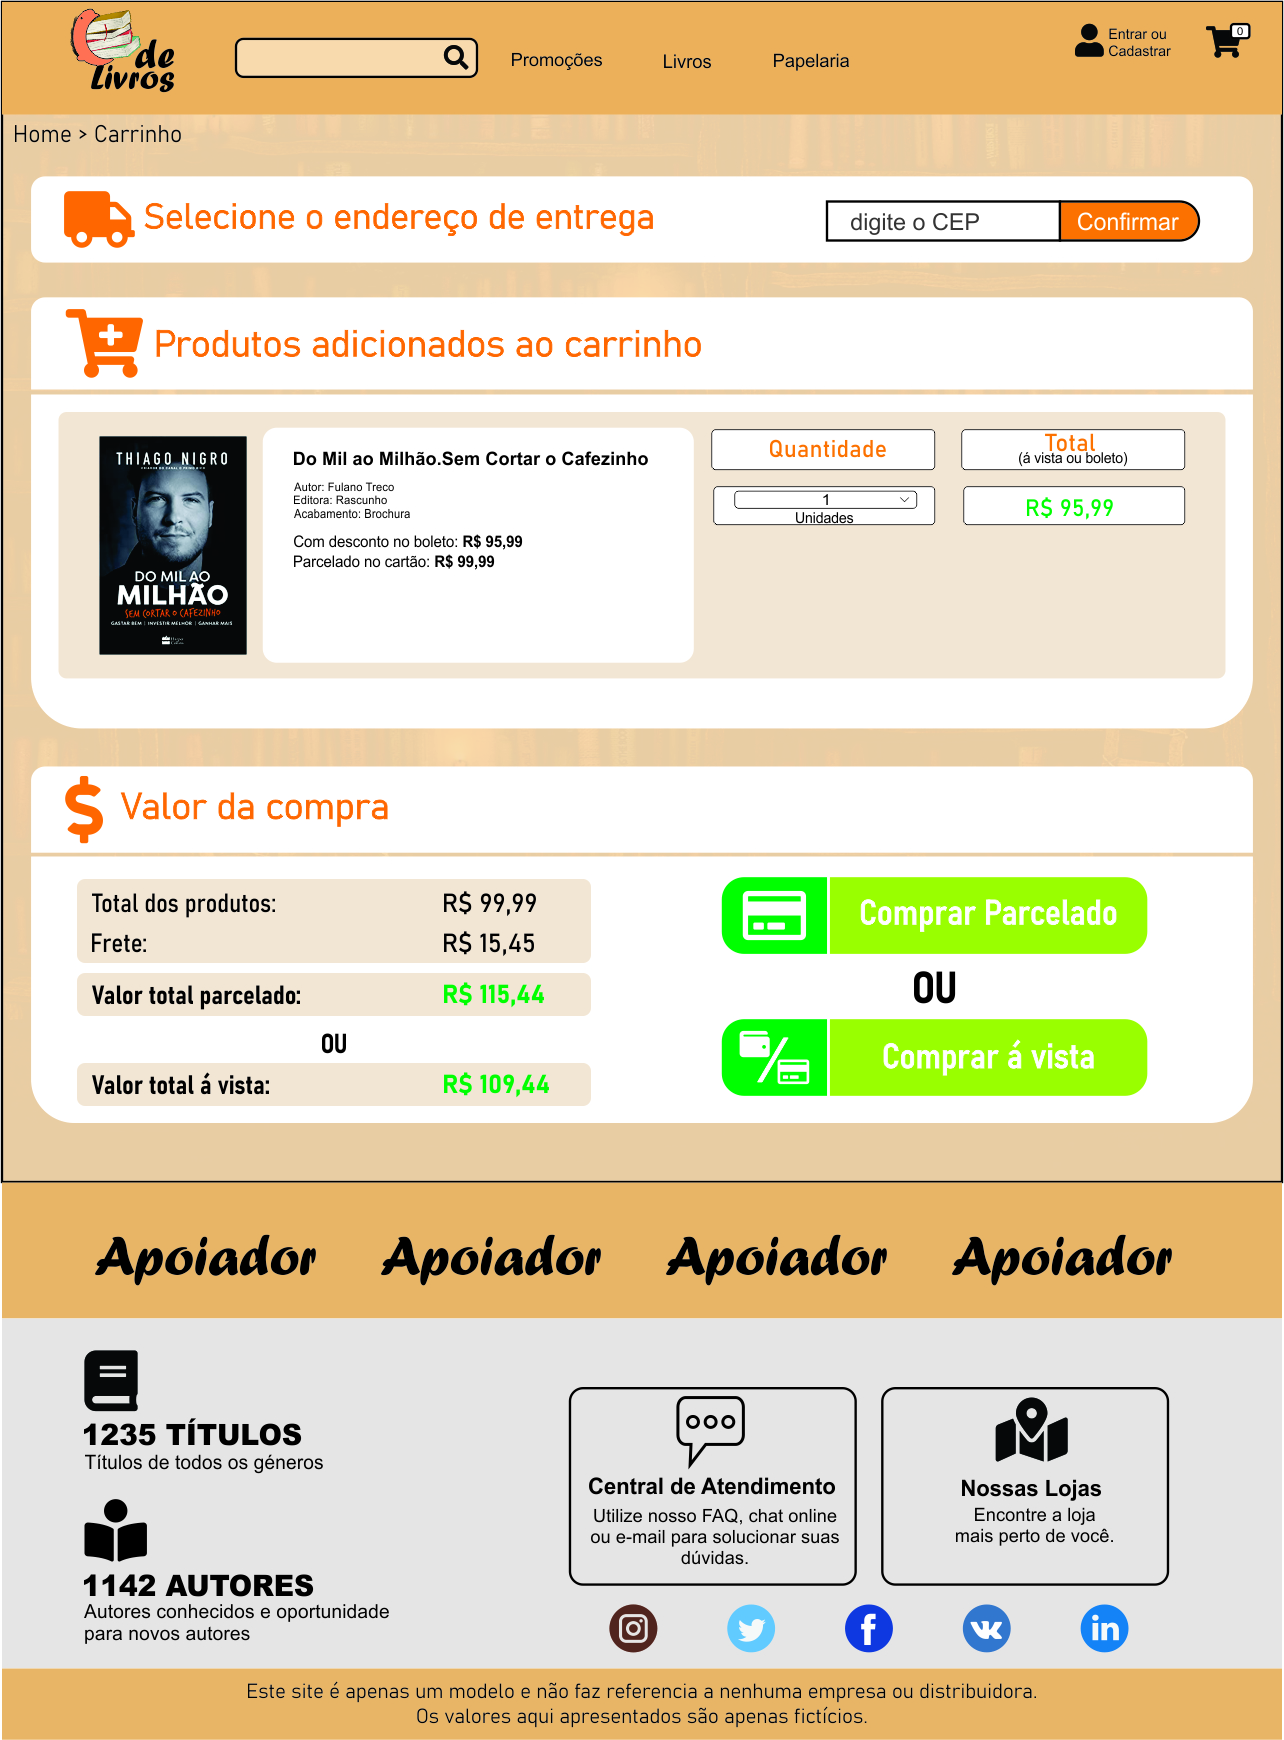 de
Livros
Promoções
Livros
Papelaria
Entrar ou
Cadastrar
0
Home > Carrinho
Selecione o endereço de entrega
digite o CEP
Confirmar
Produtos adicionados ao carrinho
THIAGO NIGRO
DO MIL AO
MILHÃO
SEM CORTAR O CAFEZINHO
GASTAR BEM | INVESTIR MELHOR | GANHAR MAIS
Do Mil ao Milhão.Sem Cortar o Cafezinho
Autor: Fulano Treco
Editora: Rascunho
Acabamento: Brochura
Com desconto no boleto: R$ 95,99
Parcelado no cartão: R$ 99,99
Quantidade
1
Unidades
Total
(á vista ou boleto)
R$ 95,99
Valor da compra
Total dos produtos: R$ 99,99
Frete: R$ 15,45
Valor total parcelado: R$ 115,44
OU
Valor total á vista: R$ 109,44
Comprar Parcelado
OU
Comprar á vista
Apoiador Apoiador Apoiador Apoiador
1235 TÍTULOS
Títulos de todos os géneros
1142 AUTORES
Autores conhecidos e oportunidade
para novos autores
Central de Atendimento
Utilize nosso FAQ, chat online
ou e-mail para solucionar suas
dúvidas.
Nossas Lojas
Encontre a loja
mais perto de você.
Este site é apenas um modelo e não faz referencia a nenhuma empresa ou distribuidora.
Os valores aqui apresentados são apenas fictícios.